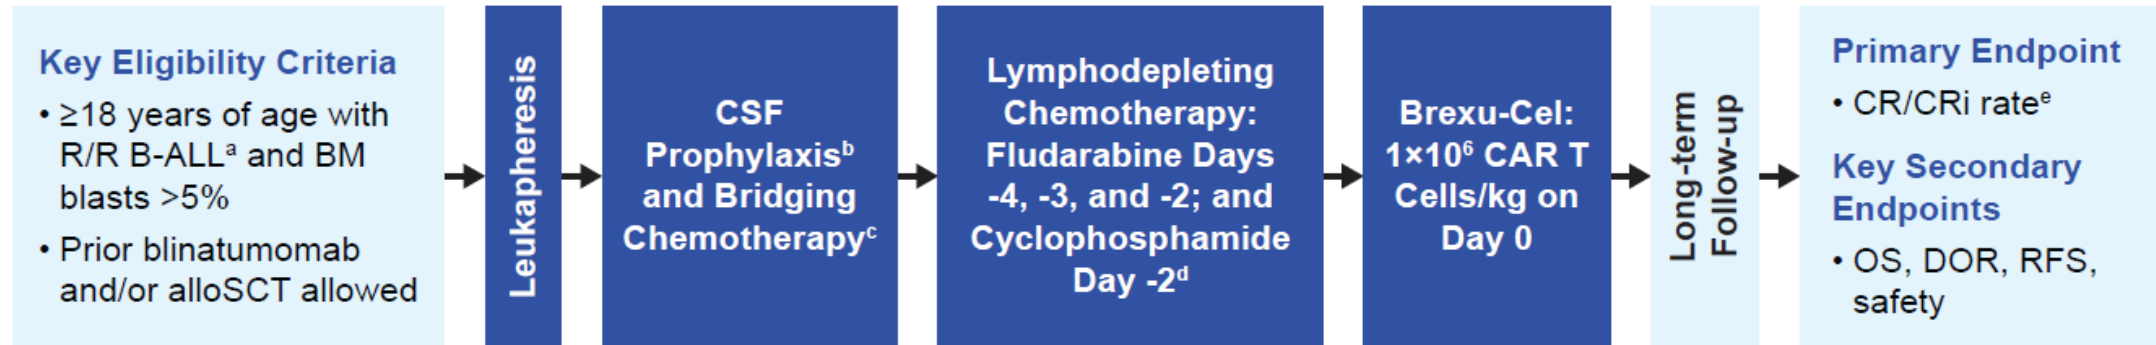 Key Eligibility Criteria
• ≥18 years of age with
R/R B-ALLᵃ and BM
blasts >5%
• Prior blinatumomab
and/or alloSCT allowed
Leukapheresis
CSF
Prophylaxisᵇ
and Bridging
Chemotherapyᶜ
Lymphodepleting
Chemotherapy:
Fludarabine Days
-4, -3, and -2; and
Cyclophosphamide
Day -2ᵈ
Brexu-Cel:
1×10⁶ CAR T
Cells/kg on
Day 0
Long-term
Follow-up
Primary Endpoint
• CR/CRi rateᵉ
Key Secondary
Endpoints
• OS, DOR, RFS,
safety